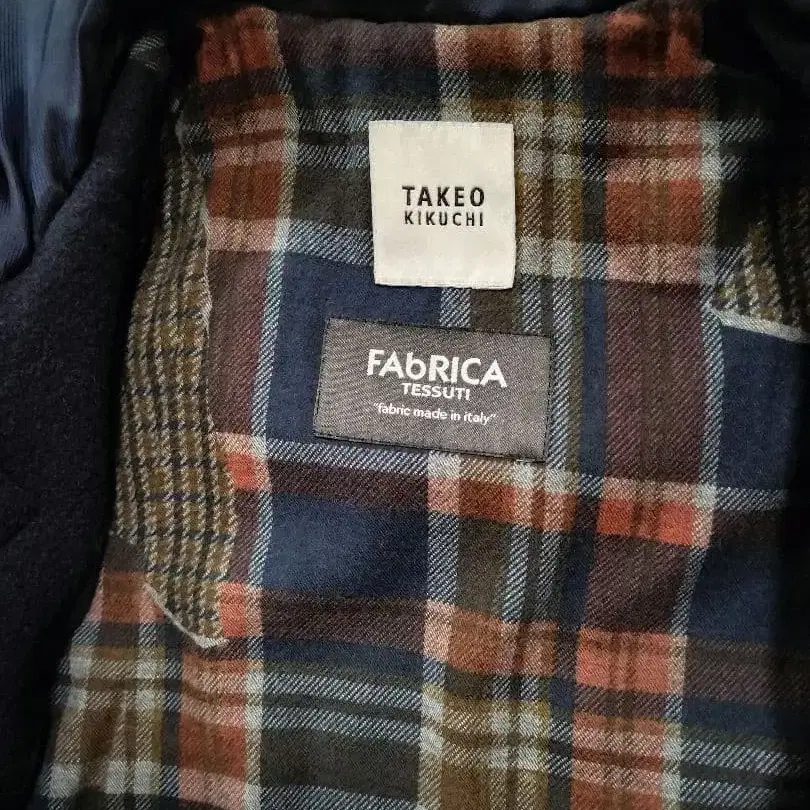 TAKEO
KIKUCHI
FAbRICA
TESSUTI
"fabric made in italy"